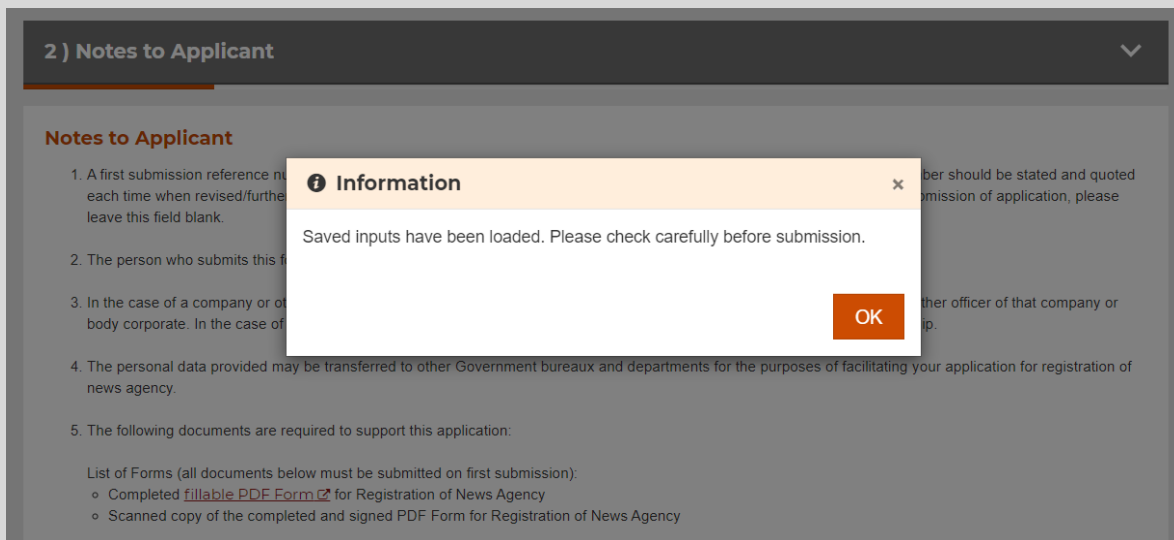 2 ) Notes to Applicant
Notes to Applicant
1. A first submission reference
should be stated and quoted
each time when revised/
of application, please
leave this field blank.
2. The person who submits this
3. In the case of a company or
officer of that company or
body corporate. In the case of
4. The personal data provided may be transferred to other Government bureaux and departments for the purposes of facilitating your application for registration of
news agency.
5. The following documents are required to support this application:
List of Forms (all documents below must be submitted on first submission):
Completed fillable PDF Form for Registration of News Agency
Scanned copy of the completed and signed PDF Form for Registration of News Agency
Information
×
Saved inputs have been loaded. Please check carefully before submission.
OK